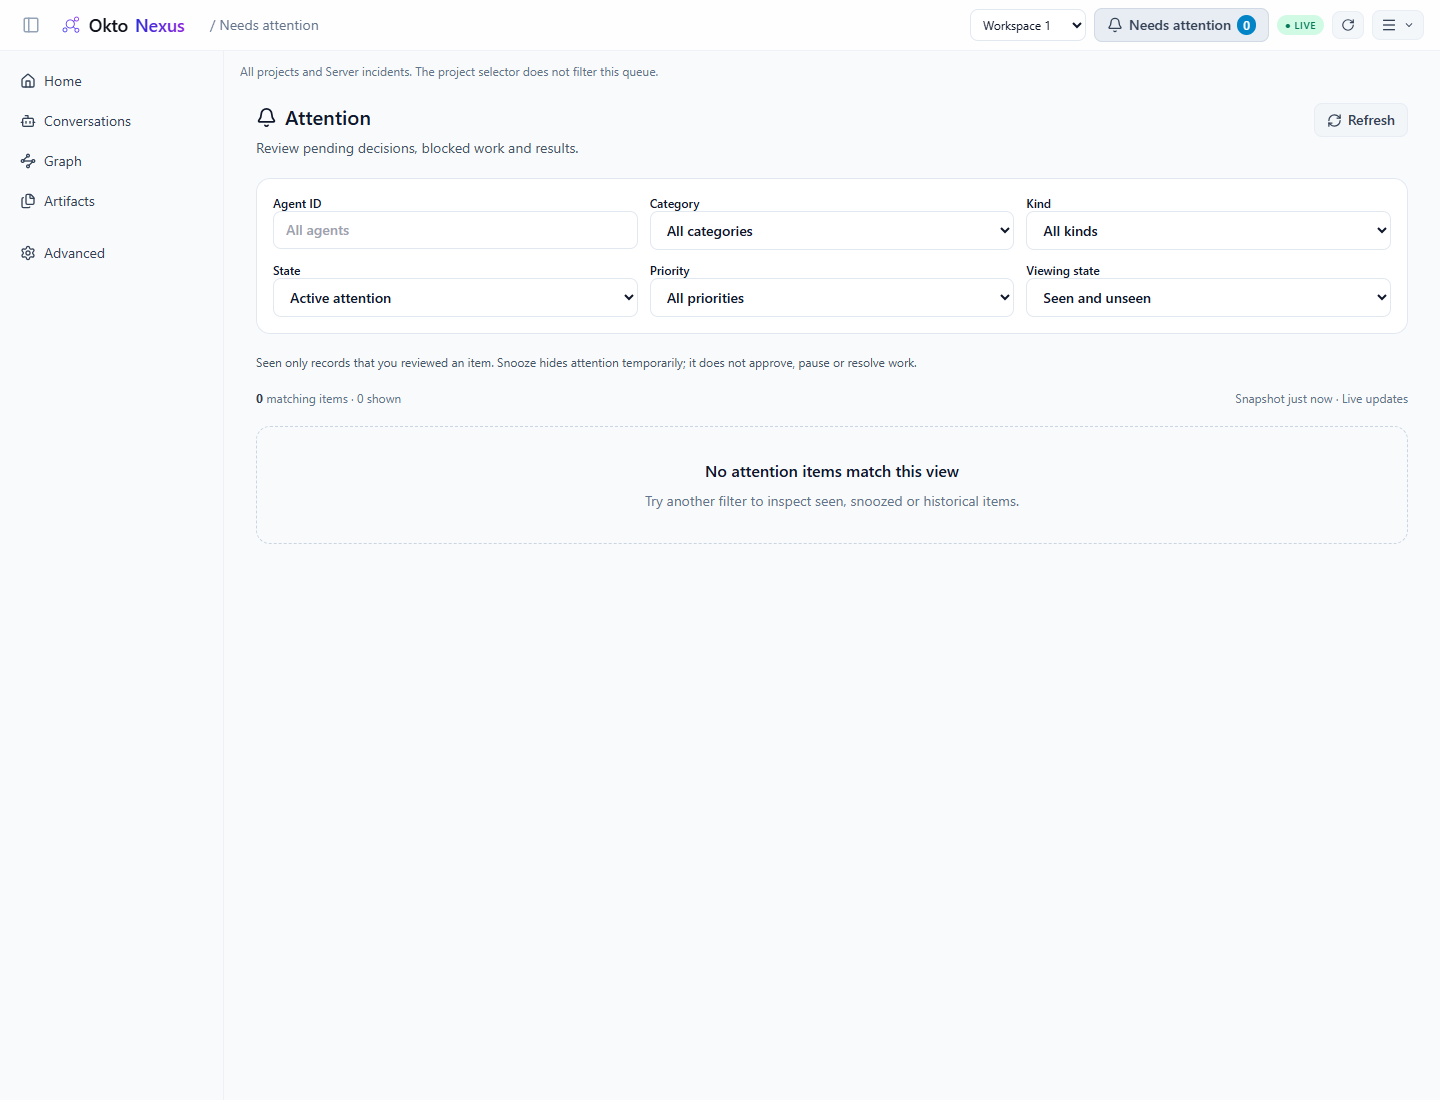 Okto Nexus / Needs attention
Workspace 1
Needs attention 0
LIVE
Home
Conversations
Graph
Artifacts
Advanced
All projects and Server incidents. The project selector does not filter this queue.
Attention
Refresh
Review pending decisions, blocked work and results.
Agent ID
All agents
Category
All categories
Kind
All kinds
State
Active attention
Priority
All priorities
Viewing state
Seen and unseen
Seen only records that you reviewed an item. Snooze hides attention temporarily; it does not approve, pause or resolve work.
0 matching items · 0 shown
Snapshot just now · Live updates
No attention items match this view
Try another filter to inspect seen, snoozed or historical items.